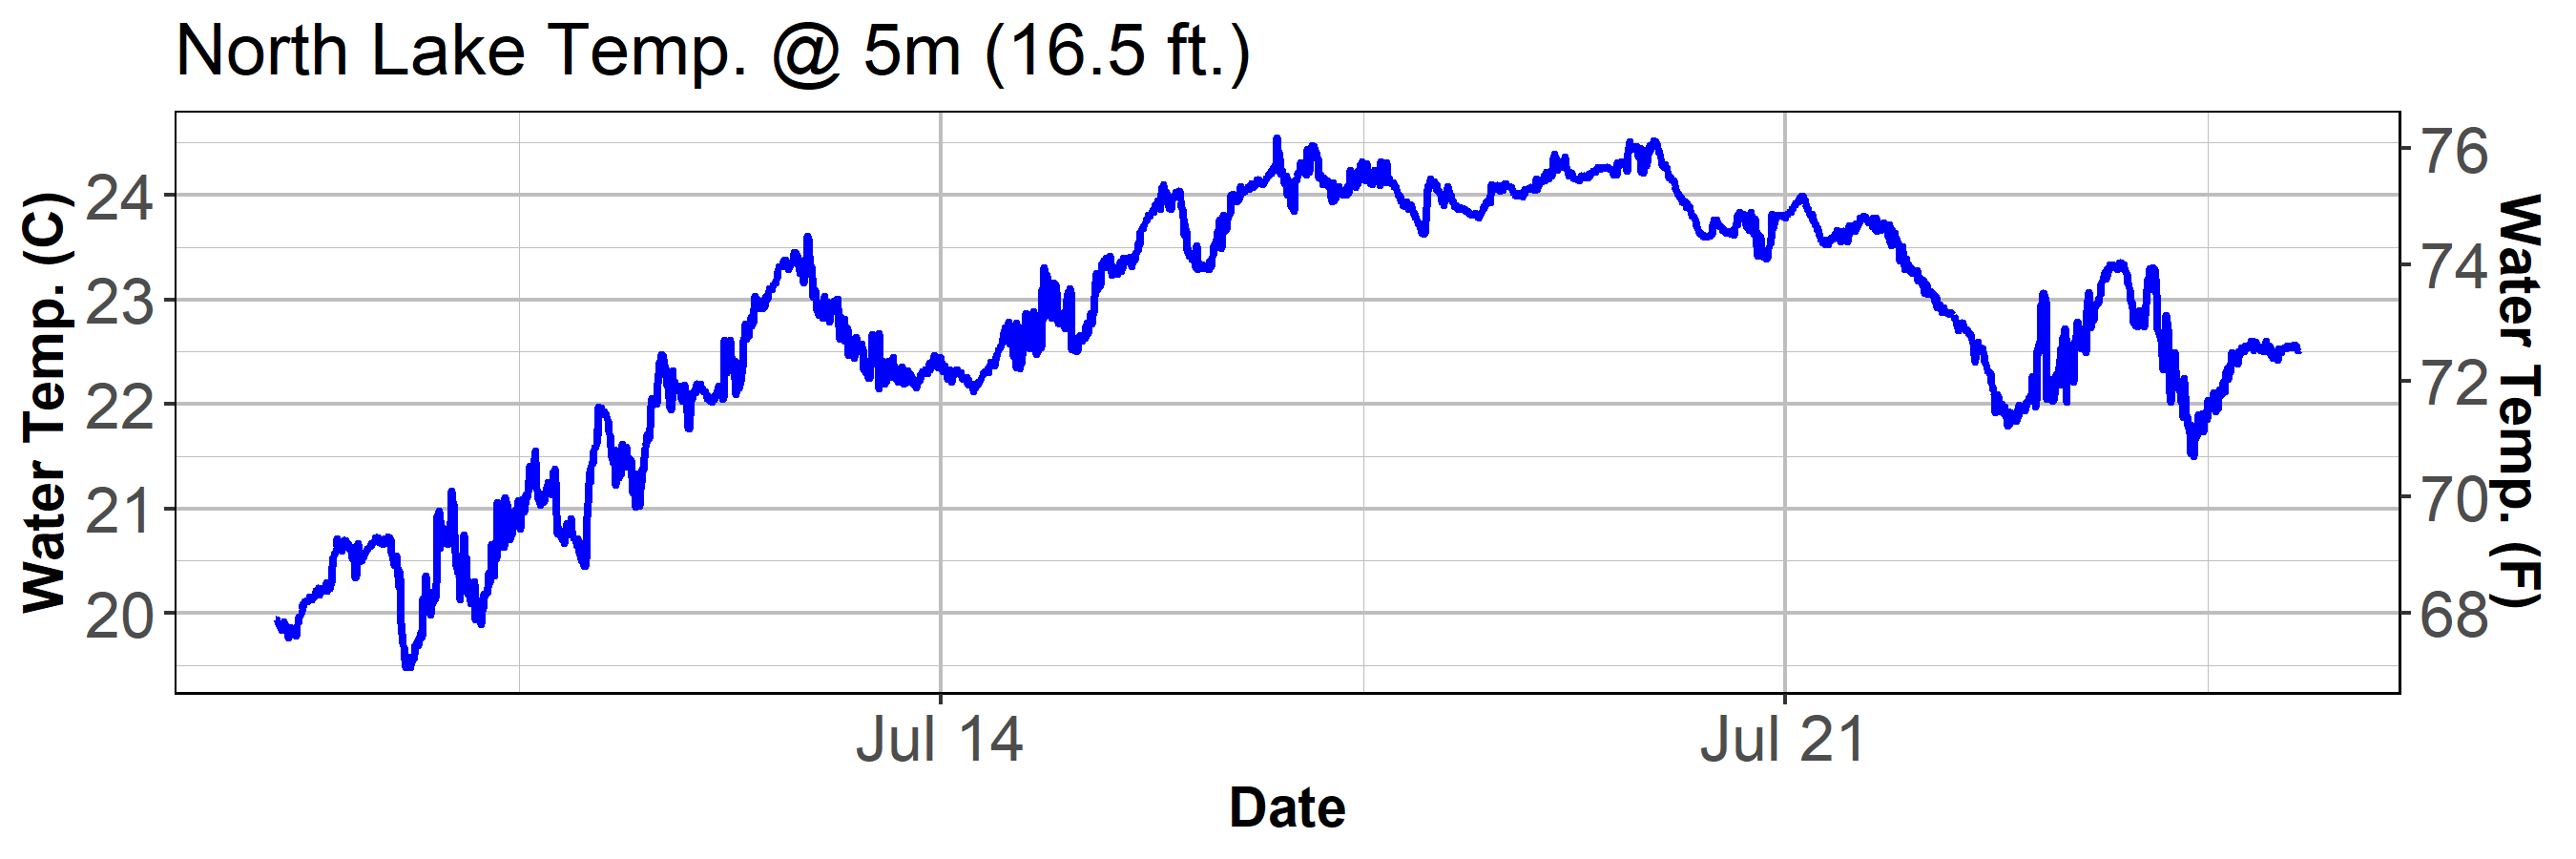 North Lake Temp. @ 5m (16.5 ft.)
Water Temp. (C)
24
23
22
21
20
76
74
72
70
68
Water Temp. (F)
Jul 14
Jul 21
Date